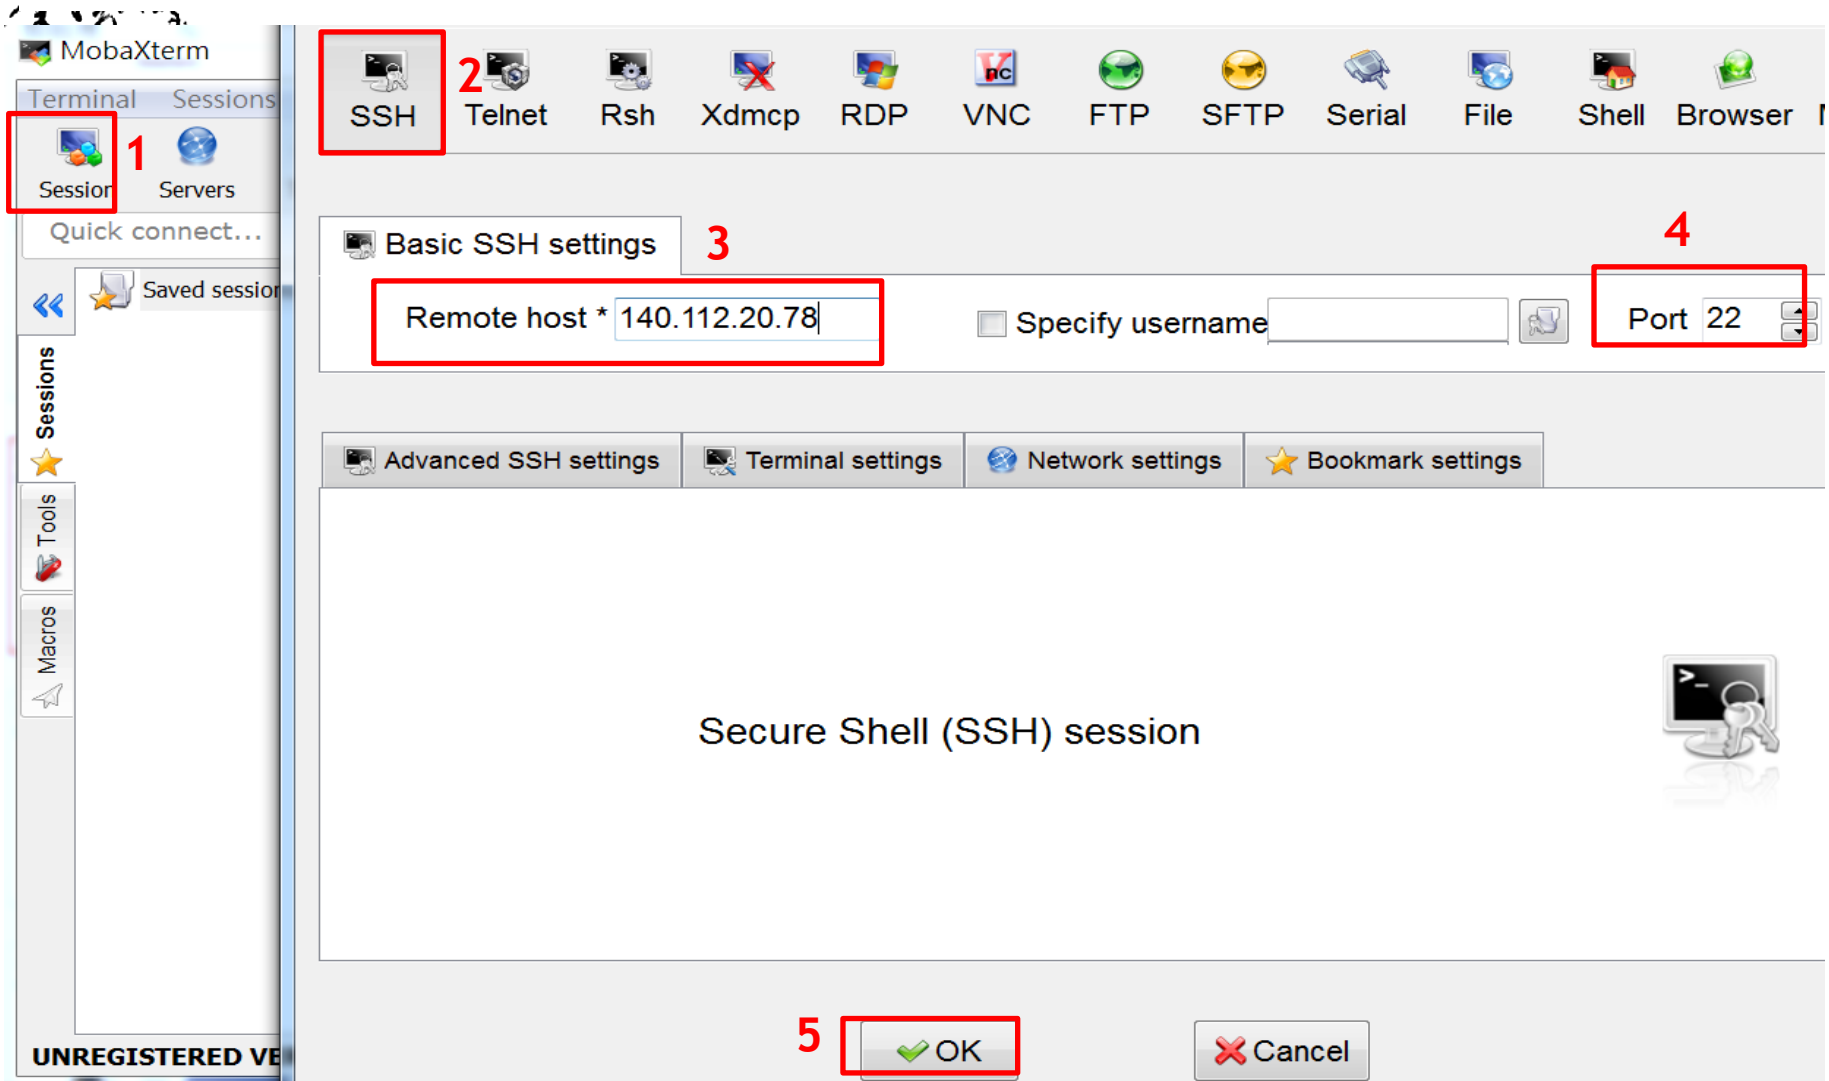 MobaXterm
Terminal Sessions
Session Servers
1
Quick connect...
Saved session
Sessions
Tools
Macros
UNREGISTERED VE
SSH Telnet Rsh Xdmcp RDP VNC FTP SFTP Serial File Shell Browser
2
Basic SSH settings
3
4
Remote host * 140.112.20.78 Specify username Port 22
Advanced SSH settings Terminal settings Network settings Bookmark settings
Secure Shell (SSH) session
5
OK Cancel